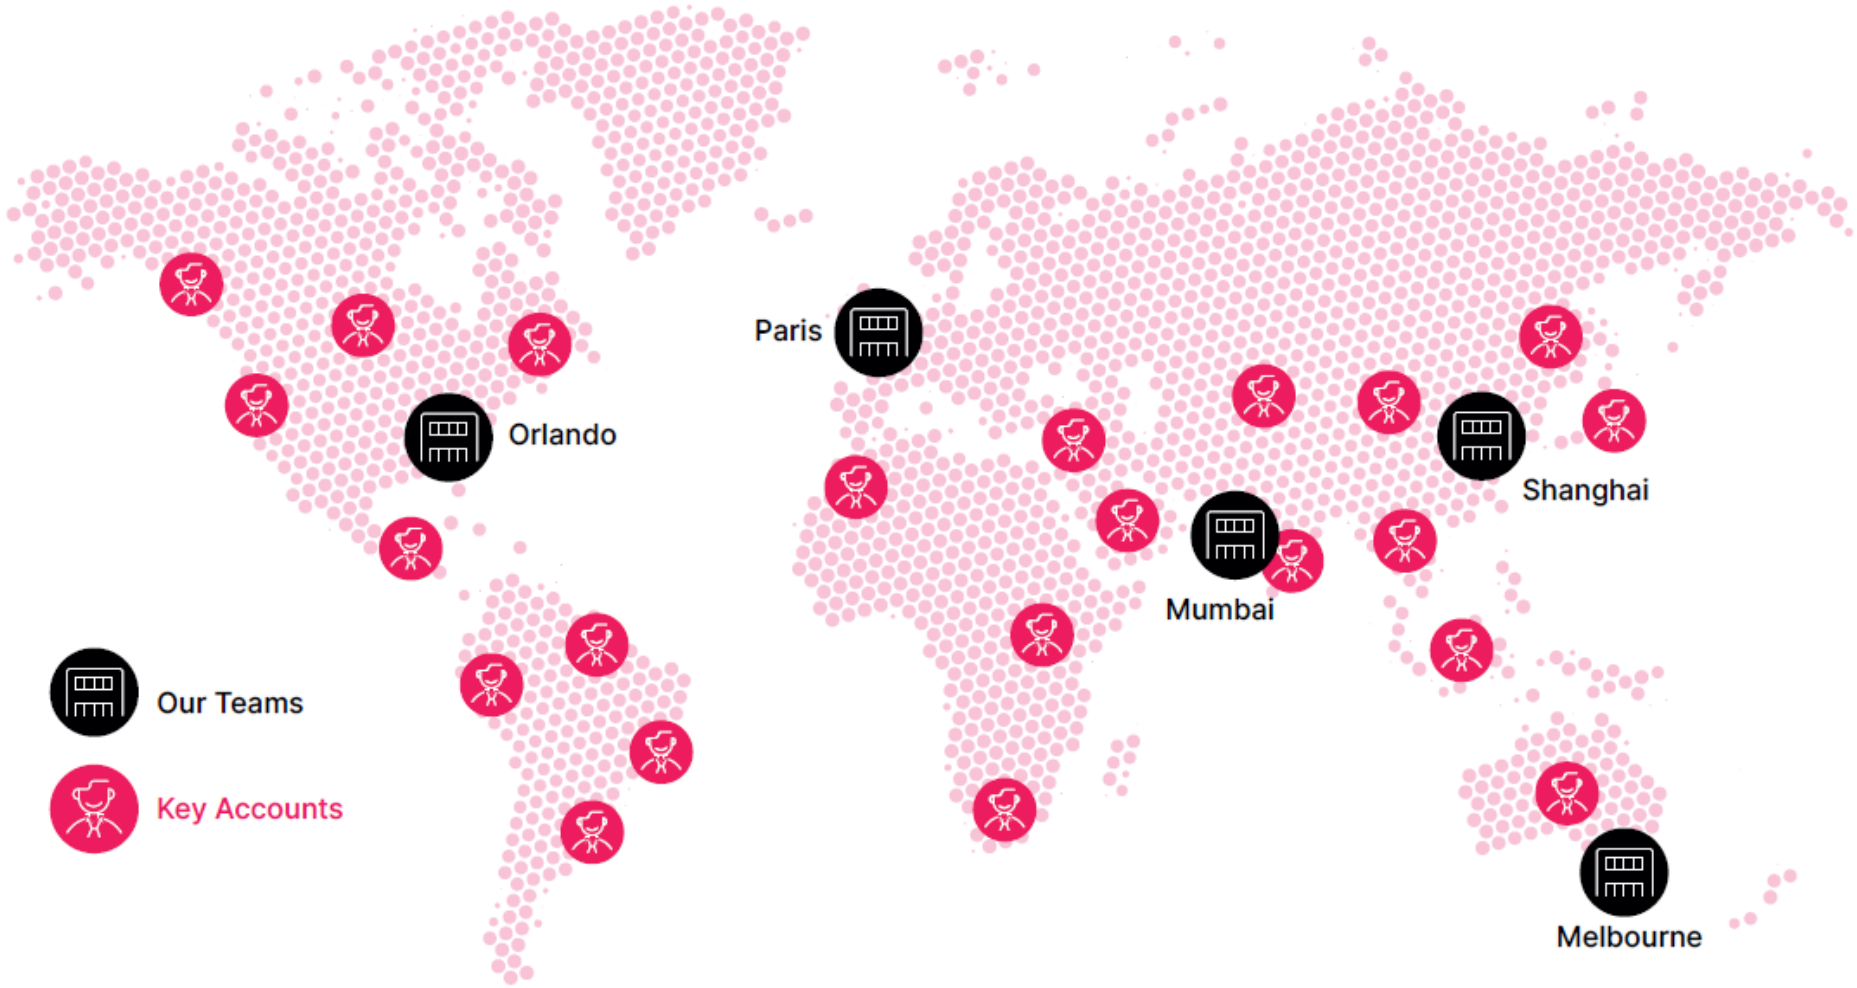 Paris
Orlando
Shanghai
Mumbai
Our Teams
Key Accounts
Melbourne